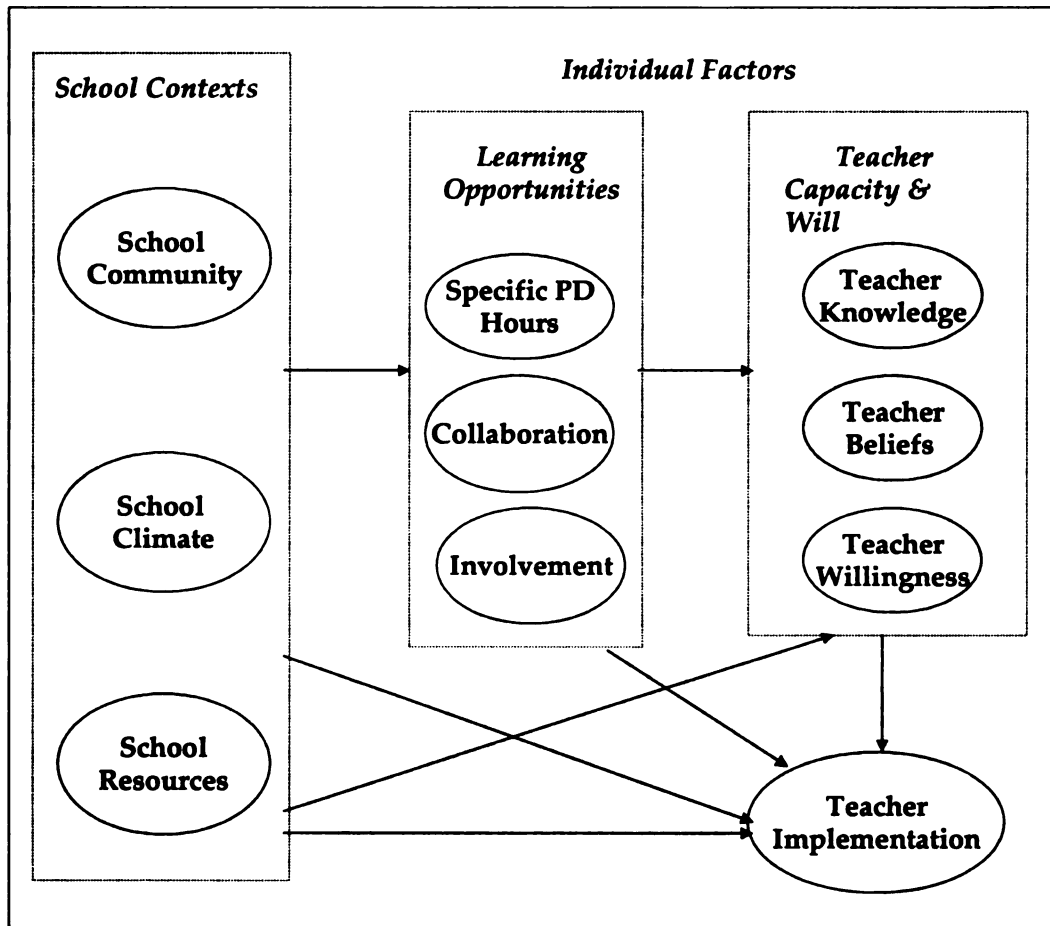 School Contexts
School
Community
School
Climate
School
Resources
Individual Factors
Learning
Opportunities
Specific PD
Hours
Collaboration
Involvement
Teacher
Capacity &
Will
Teacher
Knowledge
Teacher
Beliefs
Teacher
Willingness
Teacher
Implementation